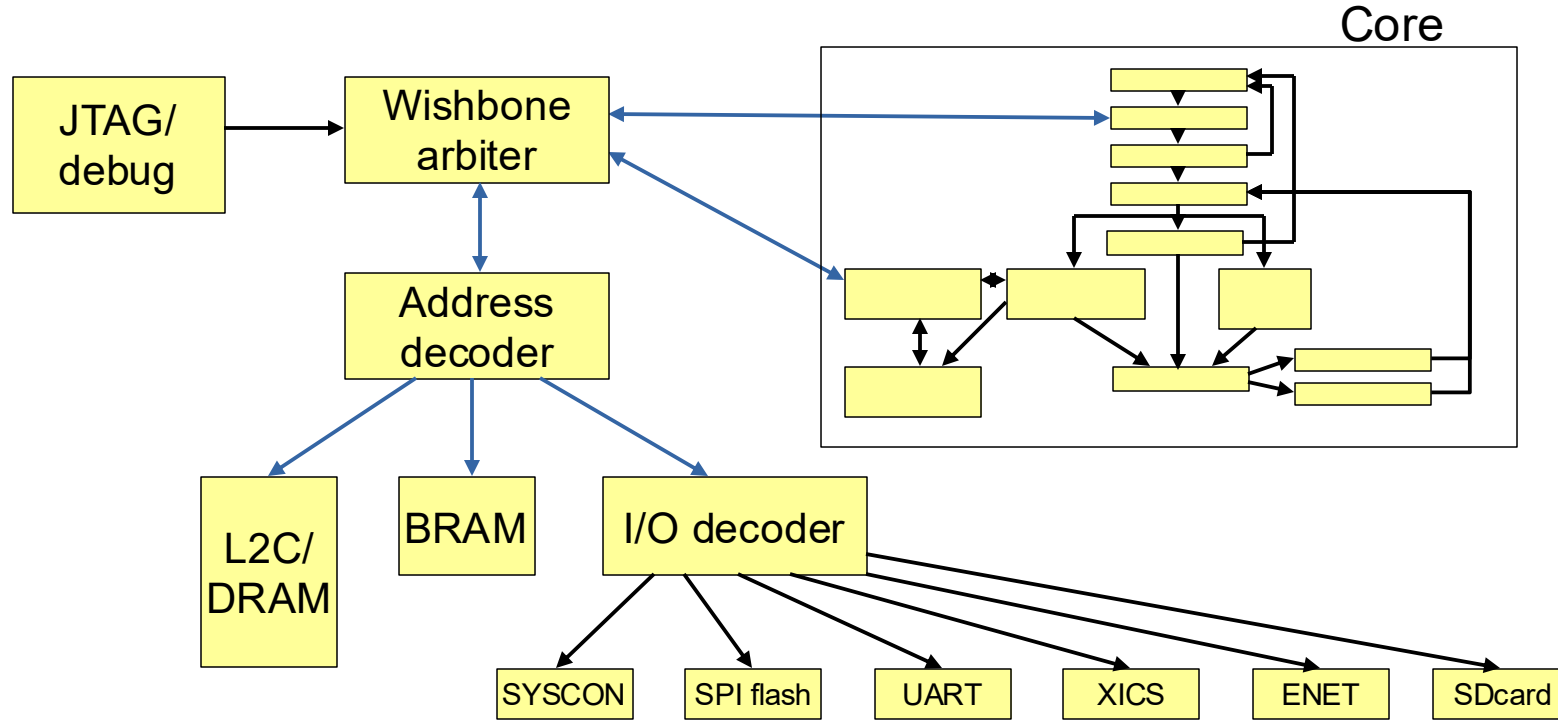 Core
JTAG/
debug
Wishbone
arbiter
Address
decoder
L2C/
DRAM
BRAM
I/O decoder
SYSCON
SPI flash
UART
XICS
ENET
SDcard